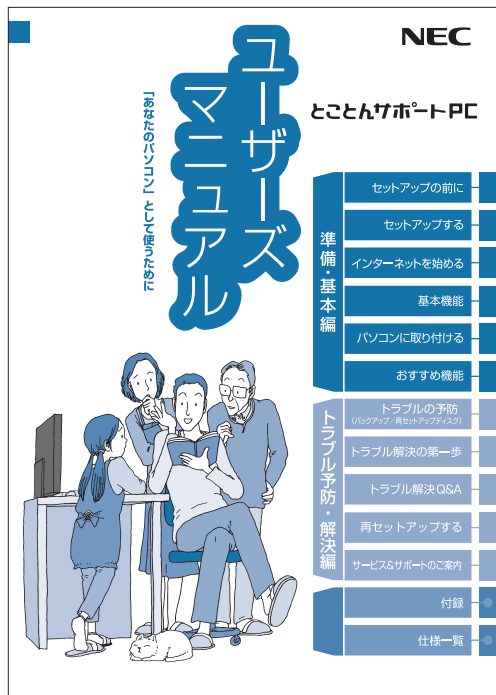 NEC
とことんサポートPC
ユーザーズ
マニュアル
「あなたのパソコン」として使うために
準備・基本編
セットアップの前に
セットアップする
インターネットを始める
基本機能
パソコンに取り付ける
おすすめ機能
トラブル予防・解決編
トラブルの予防
(バックアップ/再セットアップディスク)
トラブル解決の第一歩
トラブル解決Q&A
再セットアップする
サービス&サポートのご案内
付録
仕様一覧